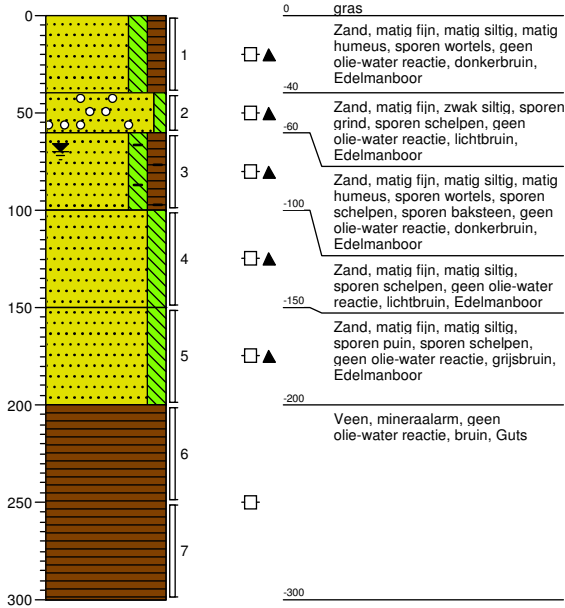 0
50
100
150
200
250
300
1
2
3
4
5
6
7
0
gras
Zand, matig fijn, matig siltig, matig
humeus, sporen wortels, geen
olie-water reactie, donkerbruin,
Edelmanboor
-40
Zand, matig fijn, zwak siltig, sporen
grind, sporen schelpen, geen
olie-water reactie, lichtbruin,
Edelmanboor
-60
Zand, matig fijn, matig siltig, matig
humeus, sporen wortels, sporen
schelpen, sporen baksteen, geen
olie-water reactie, donkerbruin,
Edelmanboor
-100
Zand, matig fijn, matig siltig,
sporen schelpen, geen olie-water
reactie, lichtbruin, Edelmanboor
-150
Zand, matig fijn, matig siltig,
sporen puin, sporen schelpen,
geen olie-water reactie, grijsbruin,
Edelmanboor
-200
Veen, mineraalarm, geen
olie-water reactie, bruin, Guts
-300